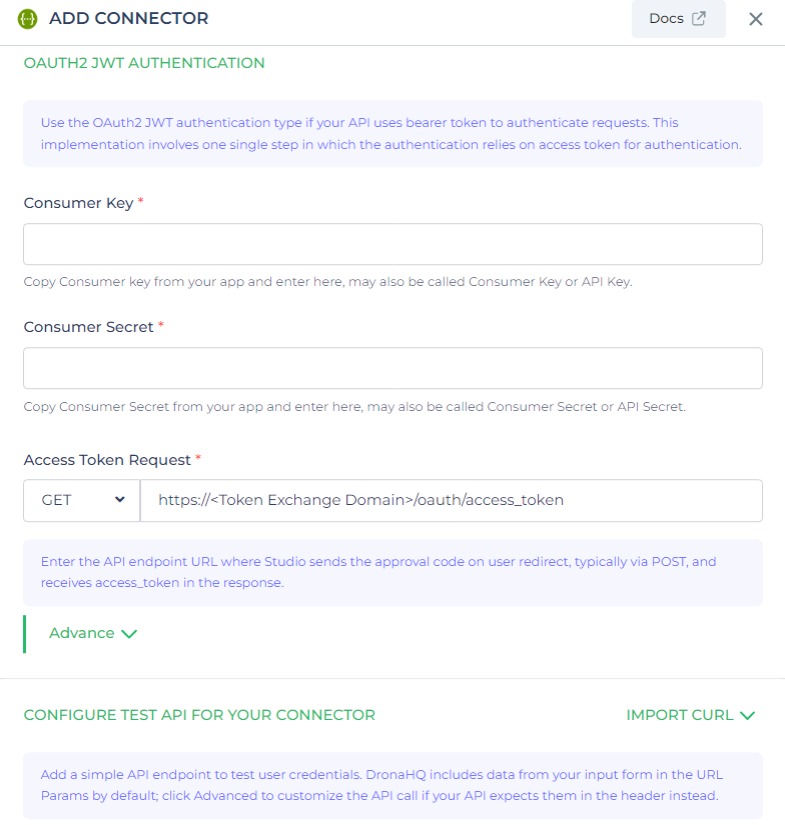 ADD CONNECTOR
Docs
OAUTH2 JWT AUTHENTICATION
Use the OAuth2 JWT authentication type if your API uses bearer token to authenticate requests. This
implementation involves one single step in which the authentication relies on access token for authentication.
Consumer Key *
Copy Consumer key from your app and enter here, may also be called Consumer Key or API Key.
Consumer Secret *
Copy Consumer Secret from your app and enter here, may also be called Consumer Secret or API Secret.
Access Token Request *
GET
https://<Token Exchange Domain>/oauth/access_token
Enter the API endpoint URL where Studio sends the approval code on user redirect, typically via POST, and
receives access_token in the response.
Advance
CONFIGURE TEST API FOR YOUR CONNECTOR
IMPORT CURL
Add a simple API endpoint to test user credentials. DronaHQ includes data from your input form in the URL
Params by default; click Advanced to customize the API call if your API expects them in the header instead.